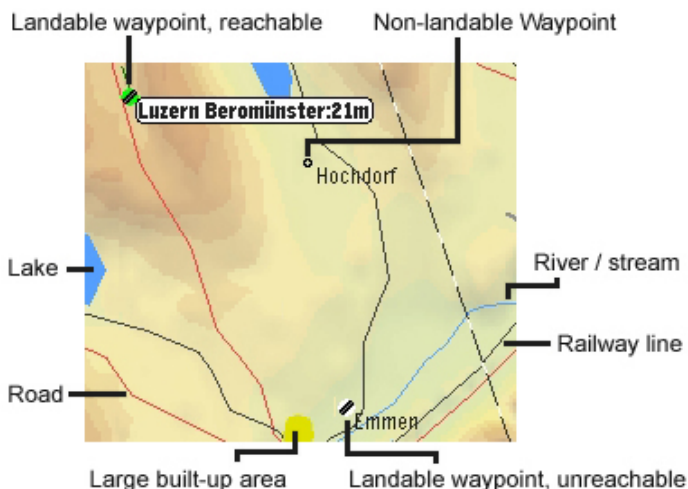 Landable waypoint, reachable
Non-landable Waypoint
Luzern Beromünster:21m
Hochdorf
Lake
River / stream
Railway line
Road
Emmen
Large built-up area
Landable waypoint, unreachable